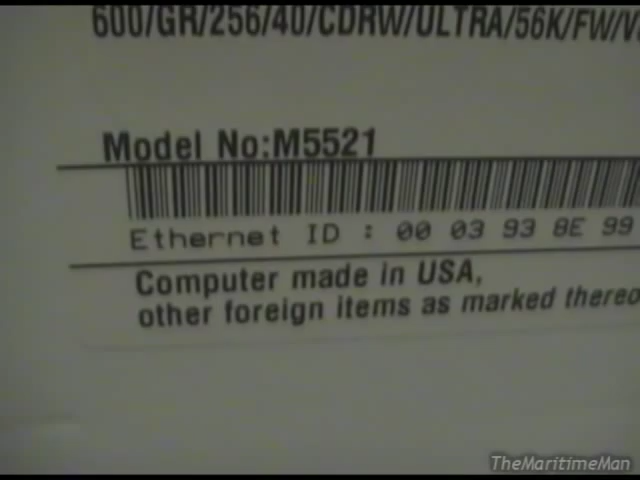 600/GR/256/40/CDRW/ULTRA/56K/FW/V
Model No:M5521
Ethernet ID : 00 03 93 8E 99
Computer made in USA,
other foreign items as marked thereo
TheMaritimeMan